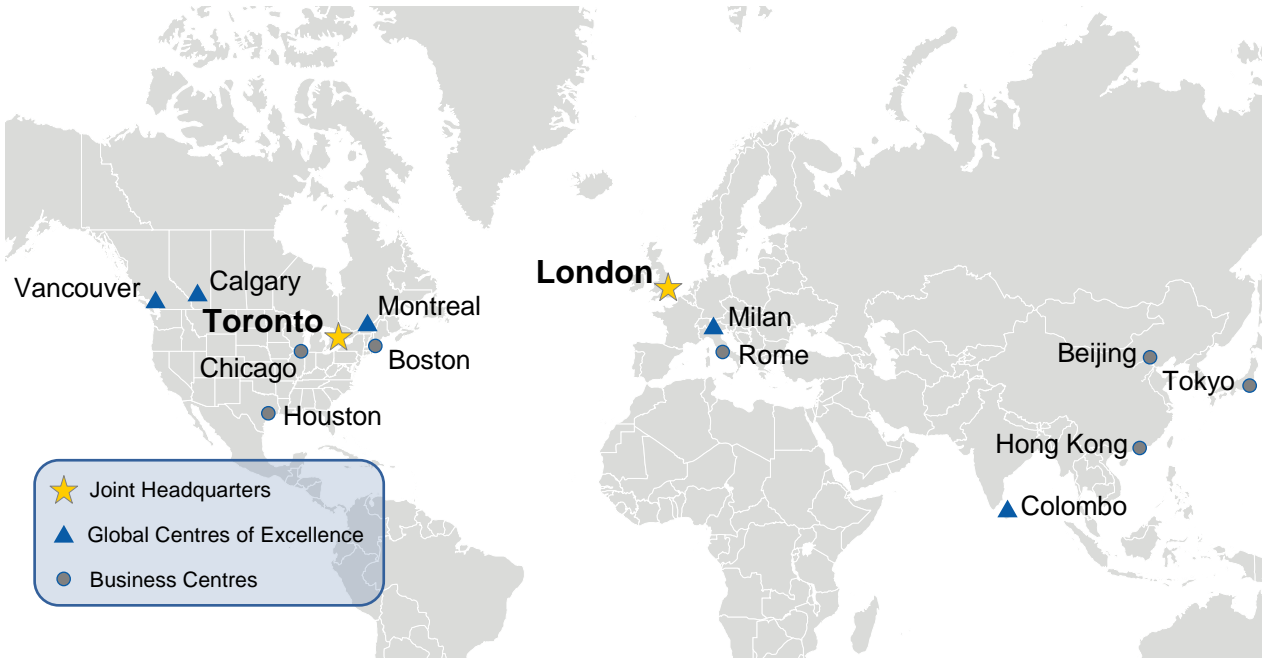 London
Vancouver
Calgary
Montreal
Toronto
Milan
Chicago
Boston
Rome
Beijing
Tokyo
Houston
Hong Kong
Colombo
Joint Headquarters
Global Centres of Excellence
Business Centres